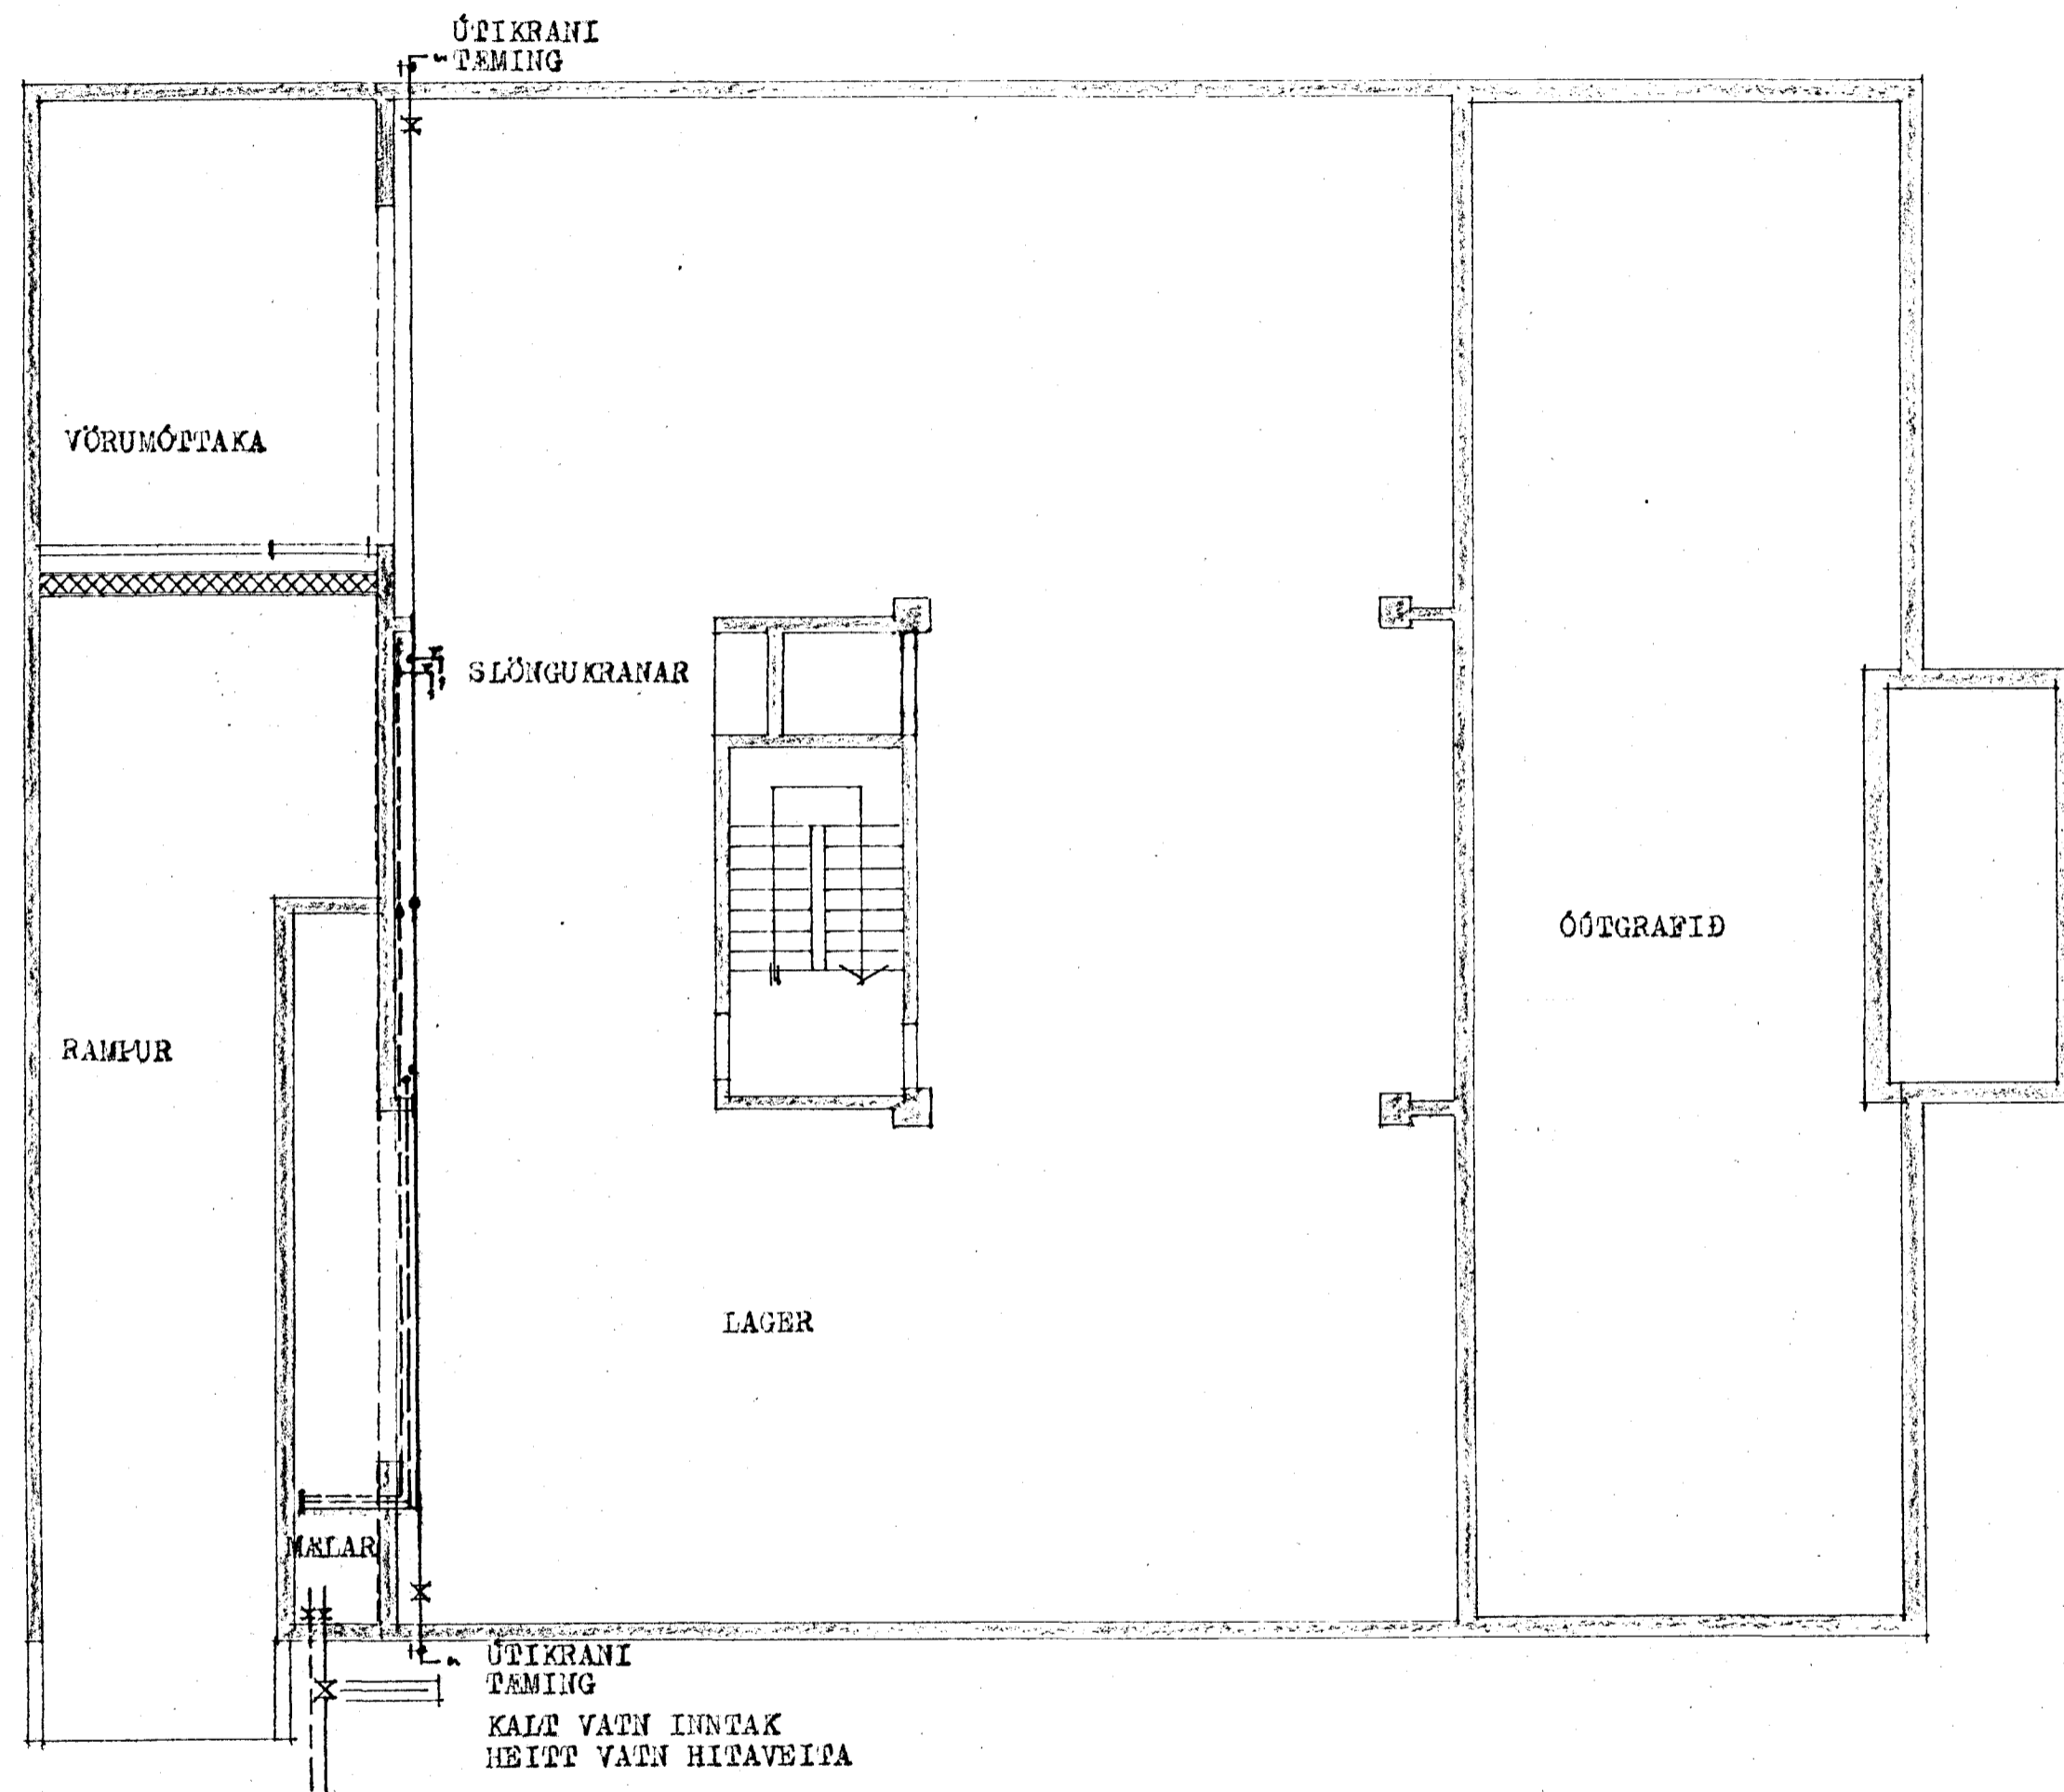 ÚTIKRANI
TÆMING
VÖRUMÓTTAKA
SLÖNGUKRANAR
ÓÚTGRAFIÐ
RAMPUR
LAGER
MÆLAR
ÚTIKRANI
TÆMING
KALT VATN INNTAK
HEITT VATN HITAVEITA